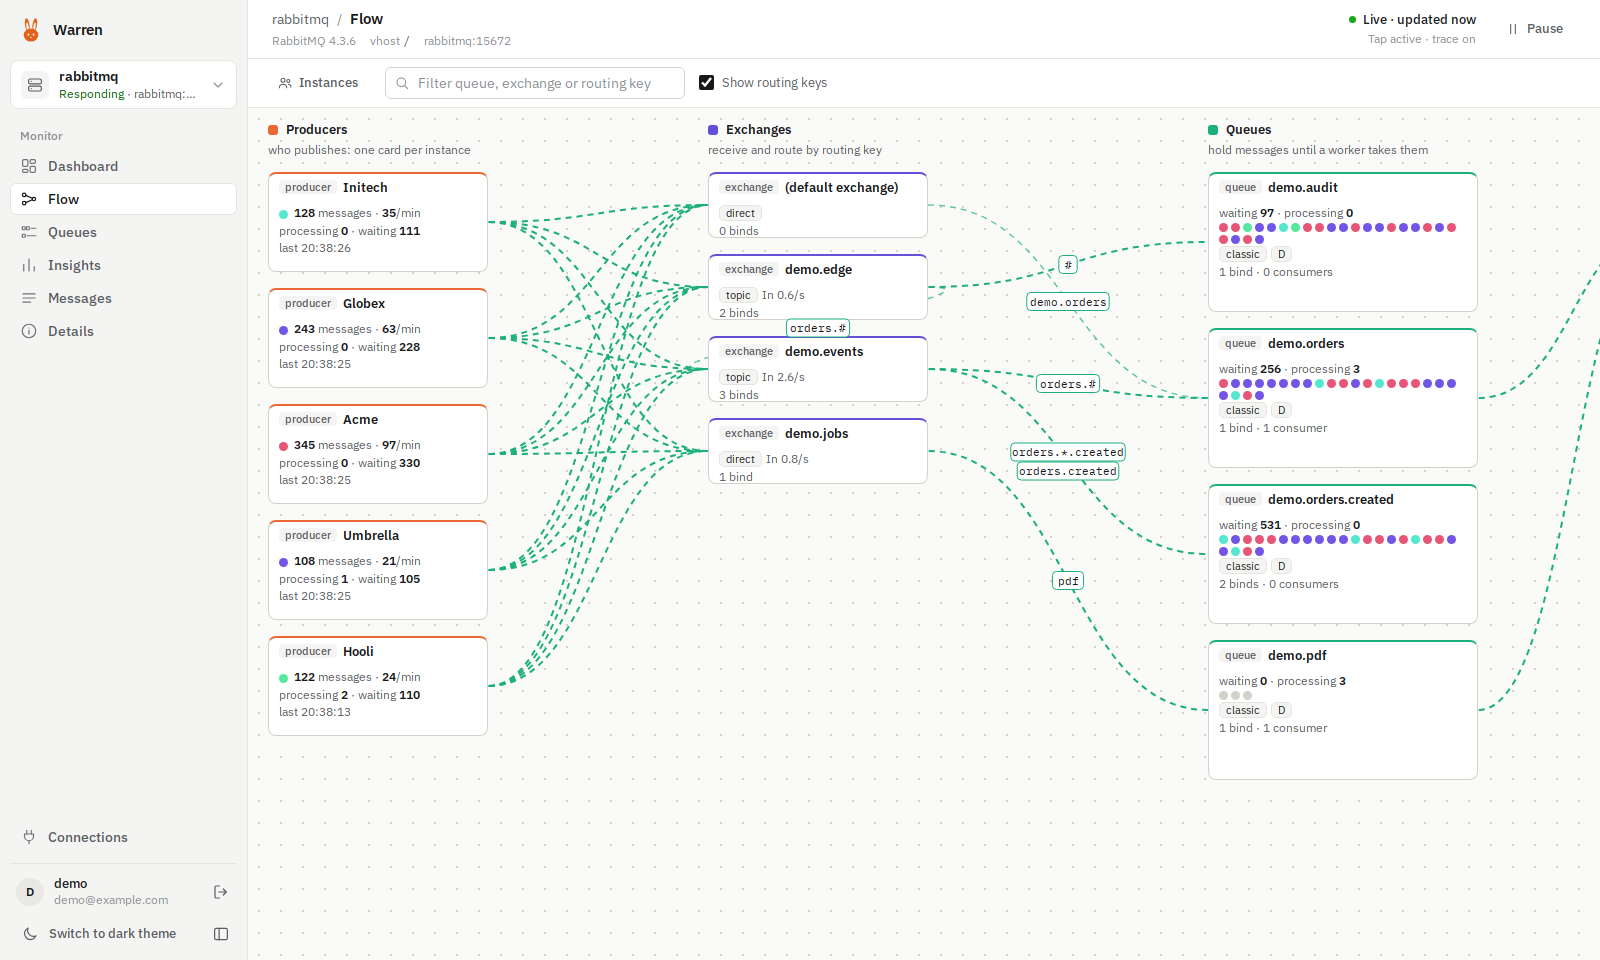 Warren
rabbitmq
Responding · rabbitmq:...
Monitor
Dashboard
Flow
Queues
Insights
Messages
Details
Connections
D
demo
demo@example.com
Switch to dark theme
rabbitmq / Flow
RabbitMQ 4.3.6 vhost / rabbitmq:15672
Live · updated now
Tap active · trace on
Pause
Instances
Filter queue, exchange or routing key
Show routing keys
Producers
who publishes: one card per instance
producer Initech
128 messages · 35/min
processing 0 · waiting 111
last 20:38:26
producer Globex
243 messages · 63/min
processing 0 · waiting 228
last 20:38:25
producer Acme
345 messages · 97/min
processing 0 · waiting 330
last 20:38:25
producer Umbrella
108 messages · 21/min
processing 1 · waiting 105
last 20:38:25
producer Hooli
122 messages · 24/min
processing 2 · waiting 110
last 20:38:13
Exchanges
receive and route by routing key
exchange (default exchange)
direct
0 binds
exchange demo.edge
topic In 0.6/s
2 binds
orders.#
exchange demo.events
topic In 2.6/s
3 binds
exchange demo.jobs
direct In 0.8/s
1 bind
#
demo.orders
orders.#
orders.*.created
orders.created
pdf
Queues
hold messages until a worker takes them
queue demo.audit
waiting 97 · processing 0
classic D
1 bind · 0 consumers
queue demo.orders
waiting 256 · processing 3
classic D
1 bind · 1 consumer
queue demo.orders.created
waiting 531 · processing 0
classic D
2 binds · 0 consumers
queue demo.pdf
waiting 0 · processing 3
classic D
1 bind · 1 consumer